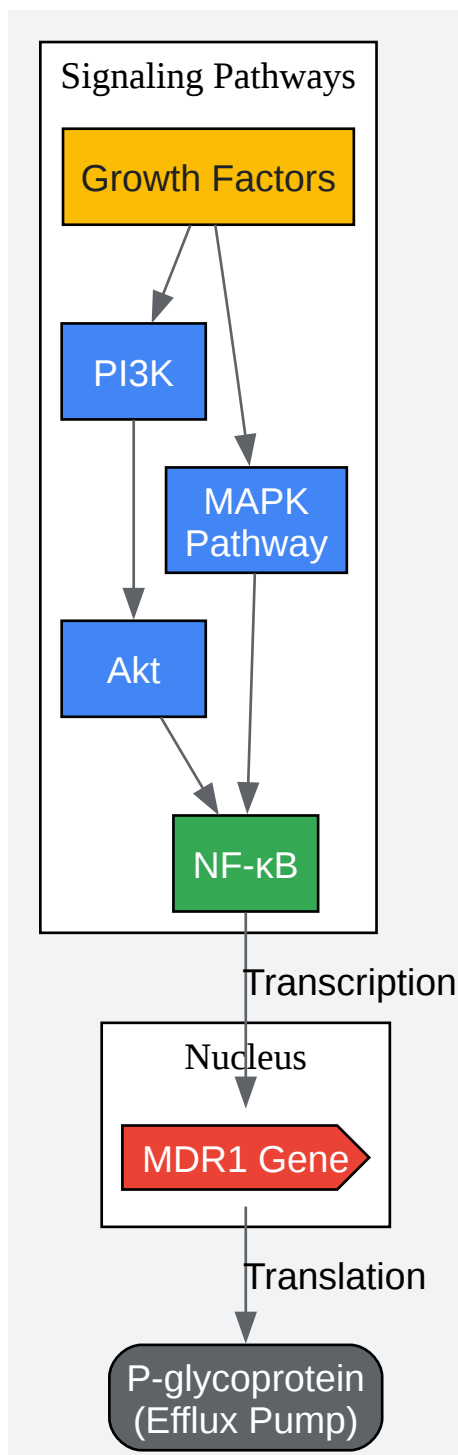 Signaling Pathways
Growth Factors
PI3K
MAPK
Pathway
Akt
NF-κB
Transcription
Nucleus
MDR1 Gene
Translation
P-glycoprotein
(Efflux Pump)